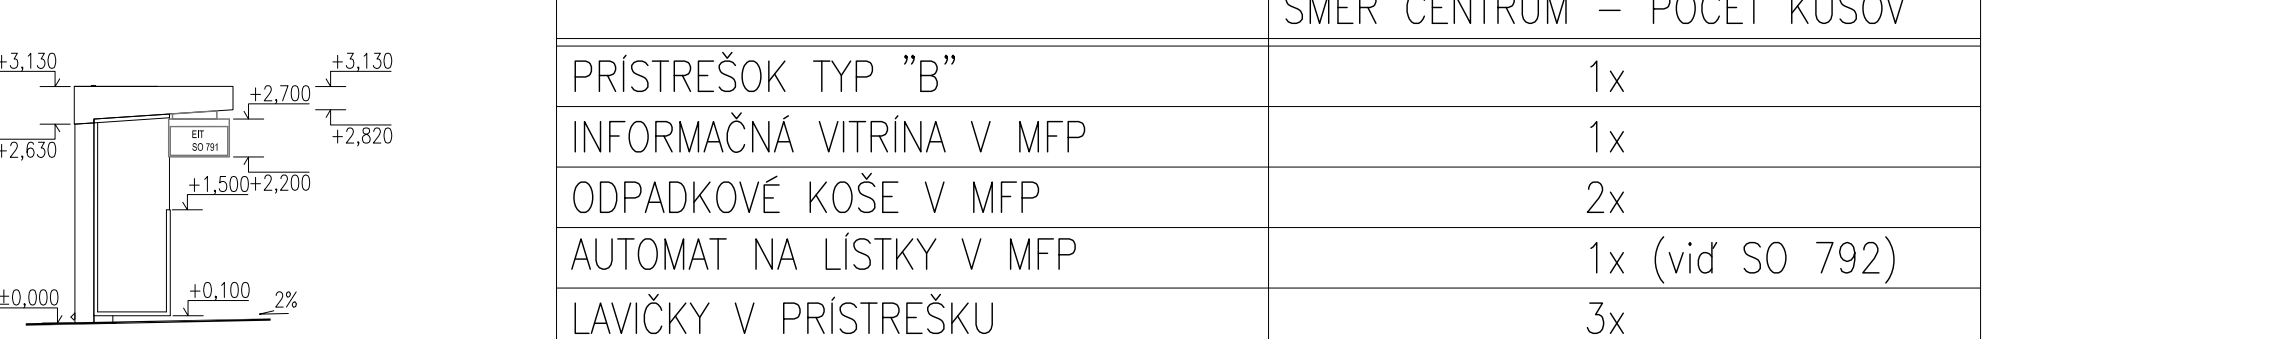 SMER CENTRUM – POČET KUSOV
+3,130
+3,130
+2,700
EIT
SO 791
+2,630
+2,820
+1,500
+2,200
±0,000
+0,100
2%
PRÍSTREŠOK TYP ”B” 1x
INFORMAČNÁ VITRÍNA V MFP 1x
ODPADKOVÉ KOŠE V MFP 2x
AUTOMAT NA LÍSTKY V MFP 1x (viď SO 792)
LAVIČKY V PRÍSTREŠKU 3x